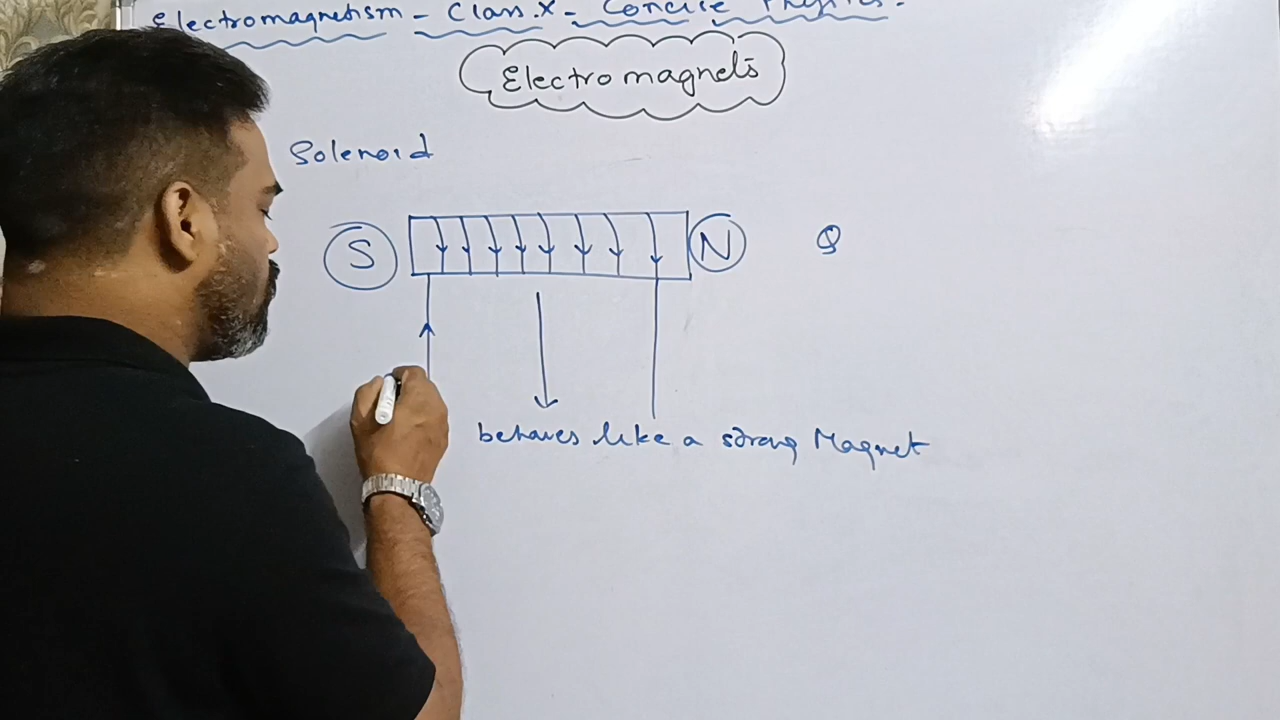 Electromagnetism - Class.X - Concise Physics.
Electromagnets
Solenoid
S N
behaves like a strong Magnet